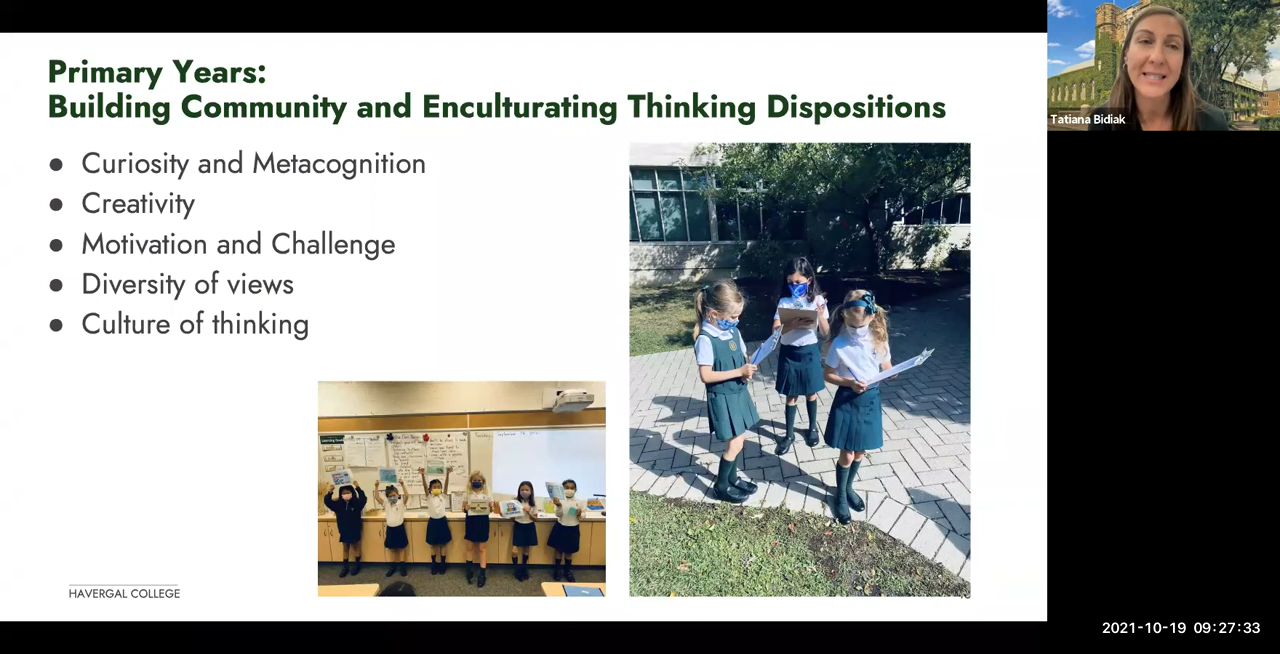 Primary Years:
Building Community and Enculturating Thinking Dispositions
● Curiosity and Metacognition
● Creativity
● Motivation and Challenge
● Diversity of views
● Culture of thinking
HAVERGAL COLLEGE
Tatiana Bidiak
2021-10-19 09:27:33